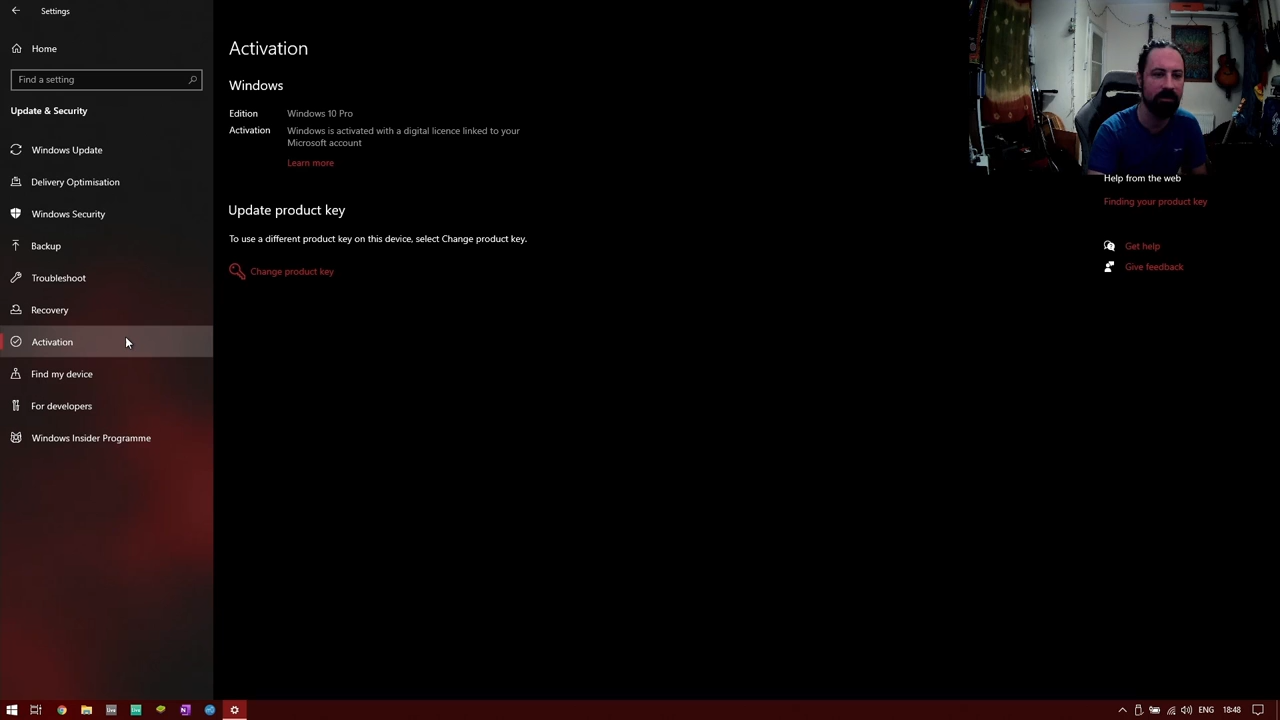 Settings
Home
Find a setting
Update & Security
Windows Update
Delivery Optimisation
Windows Security
Backup
Troubleshoot
Recovery
Activation
Find my device
For developers
Windows Insider Programme
Activation
Windows
Edition Windows 10 Pro
Activation Windows is activated with a digital licence linked to your
Microsoft account
Learn more
Update product key
To use a different product key on this device, select Change product key.
Change product key
Help from the web
Finding your product key
Get help
Give feedback
Live
Live
ENG 18:48